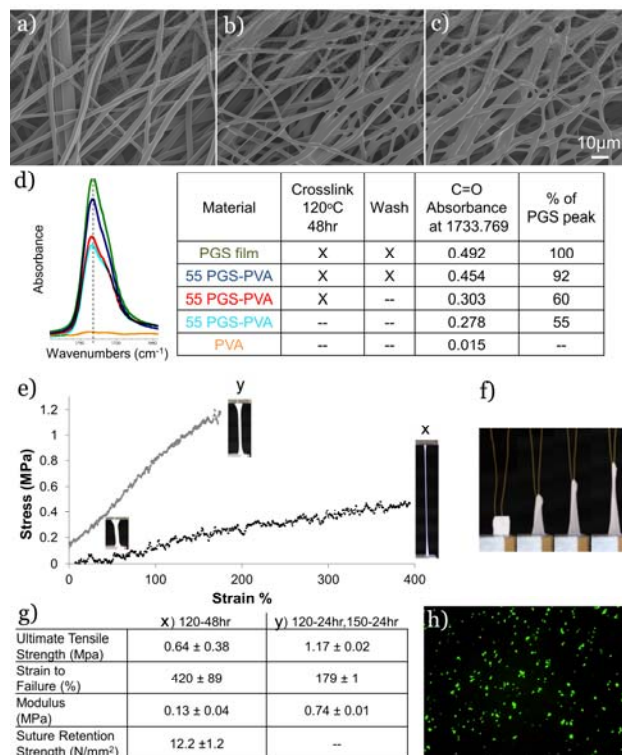 a)
b)
c)
10µm
d)
Absorbance
Wavenumbers (cm-1)
Material
Crosslink 120oC 48hr
Wash
C=O Absorbance at 1733.769
% of PGS peak
PGS film X X 0.492 100
55 PGS-PVA X X 0.454 92
55 PGS-PVA X -- 0.303 60
55 PGS-PVA -- -- 0.278 55
PVA -- -- 0.015 --
e)
y
x
f)
Stress (MPa)
1.2
1
0.8
0.6
0.4
0.2
0
0 100 200 300 400
Strain %
g)
x) 120-48hr y) 120-24hr,150-24hr
Ultimate Tensile
Strength (Mpa) 0.64 ± 0.38 1.17 ± 0.02
Strain to
Failure (%) 420 ± 89 179 ± 1
Modulus
(MPa) 0.13 ± 0.04 0.74 ± 0.01
Suture Retention
Strength (N/mm2) 12.2 ±1.2 --
h)